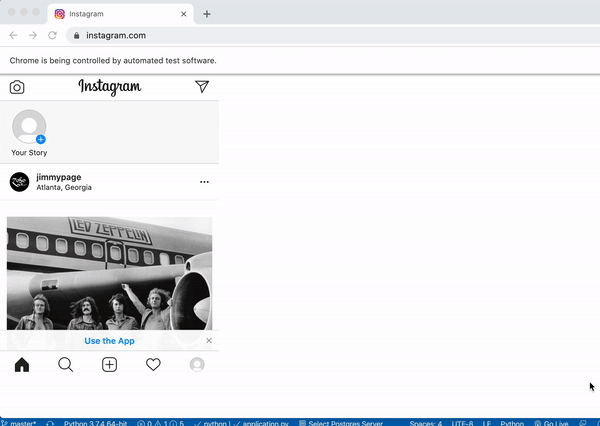 Instagram
instagram.com
Chrome is being controlled by automated test software.
Instagram
Your Story
jimmypage
Atlanta, Georgia
LED ZEPPELIN
Use the App
master*
Python 3.7.4 64-bit
0
1
5
python | application.py
Select Postgres Server
Spaces: 4
UTF-8
LF
Python
Go Live